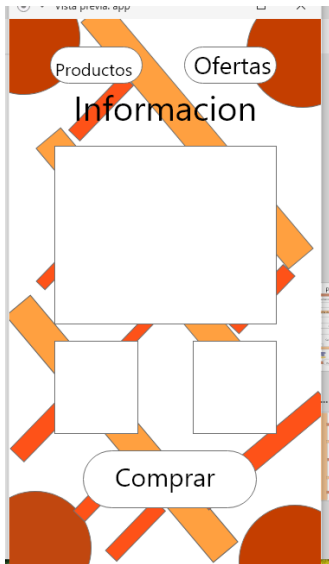 Vista previa: app
Productos
Ofertas
Informacion
Comprar